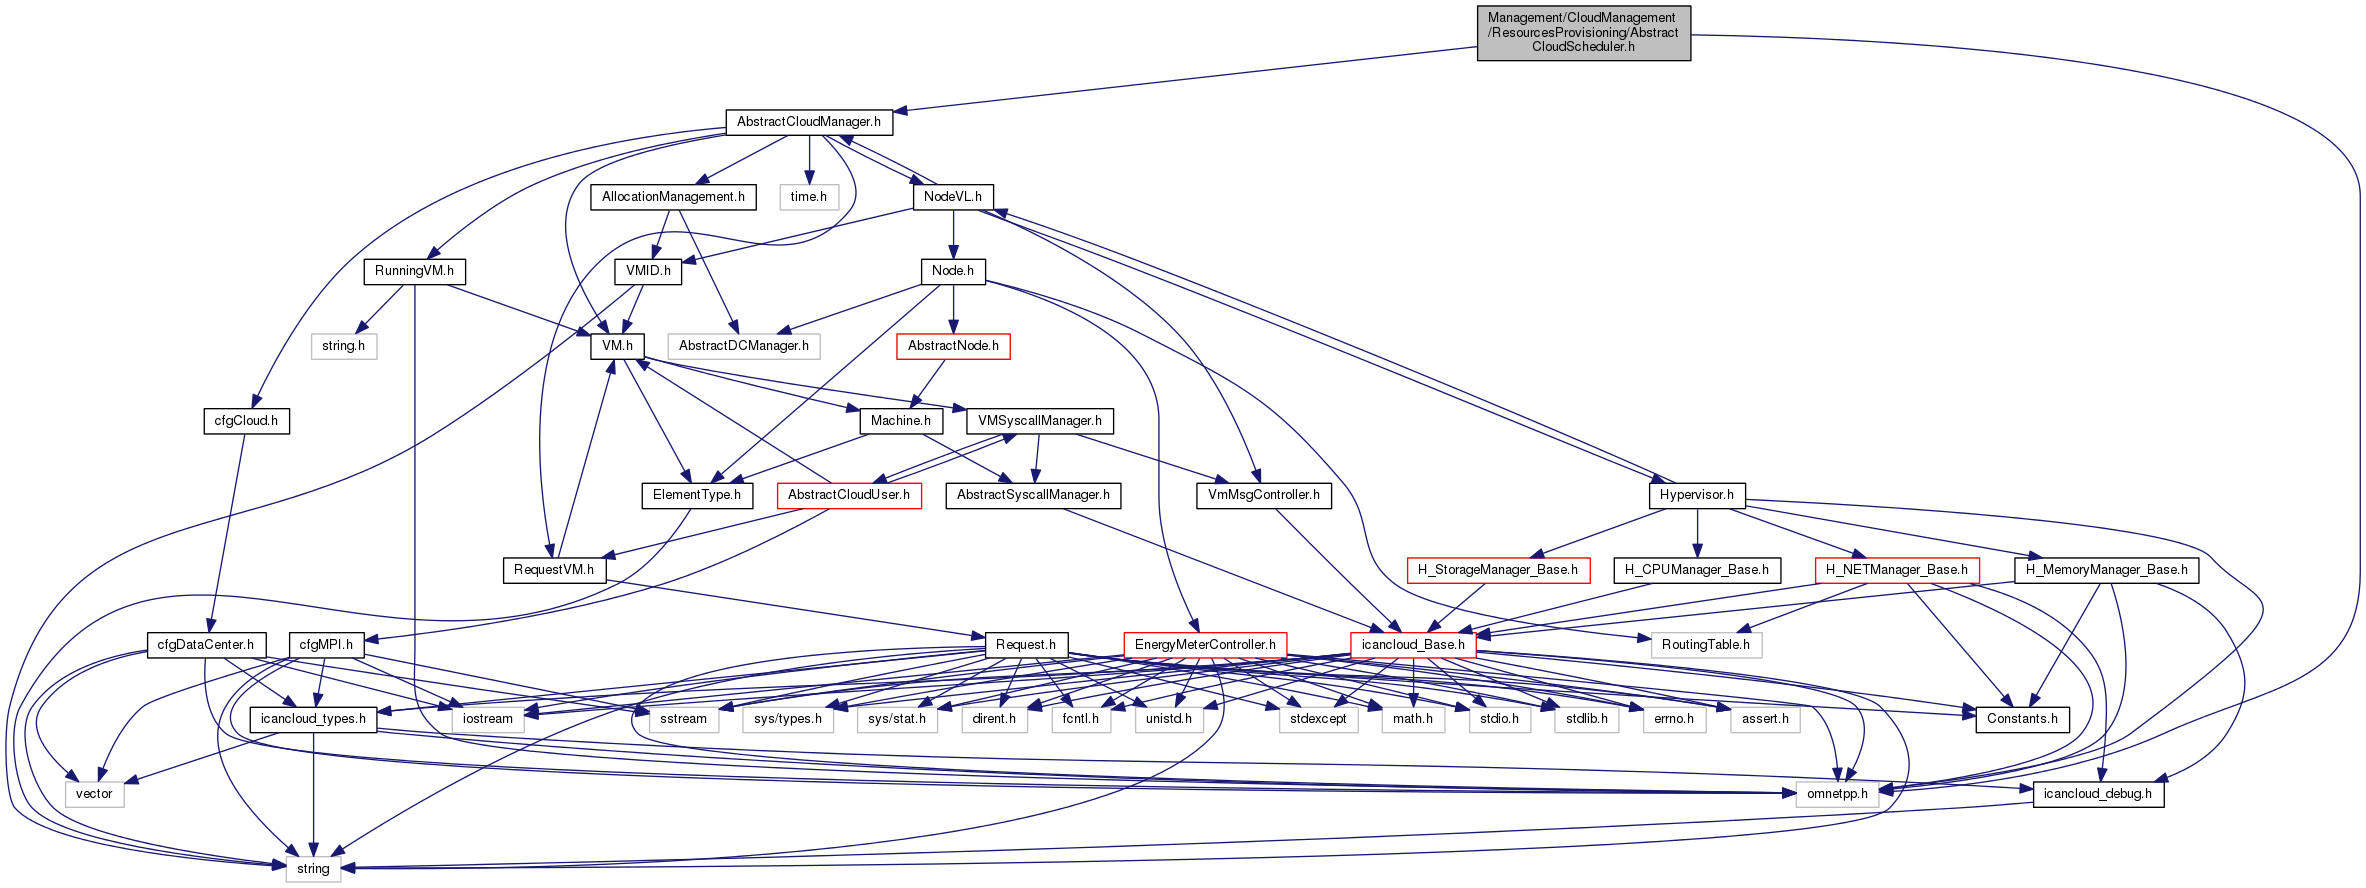 Management/CloudManagement
/ResourcesProvisioning/Abstract
CloudScheduler.h
AbstractCloudManager.h
AllocationManagement.h
time.h
NodeVL.h
RunningVM.h
VMID.h
Node.h
string.h
VM.h
AbstractDCManager.h
AbstractNode.h
cfgCloud.h
Machine.h
VMSyscallManager.h
ElementType.h
AbstractCloudUser.h
AbstractSyscallManager.h
VmMsgController.h
Hypervisor.h
RequestVM.h
H_StorageManager_Base.h
H_CPUManager_Base.h
H_NETManager_Base.h
H_MemoryManager_Base.h
cfgDataCenter.h
cfgMPI.h
Request.h
EnergyMeterController.h
icancloud_Base.h
RoutingTable.h
icancloud_types.h
iostream
sstream
sys/types.h
sys/stat.h
dirent.h
fcntl.h
unistd.h
stdexcept
math.h
stdio.h
stdlib.h
errno.h
assert.h
Constants.h
vector
omnetpp.h
icancloud_debug.h
string